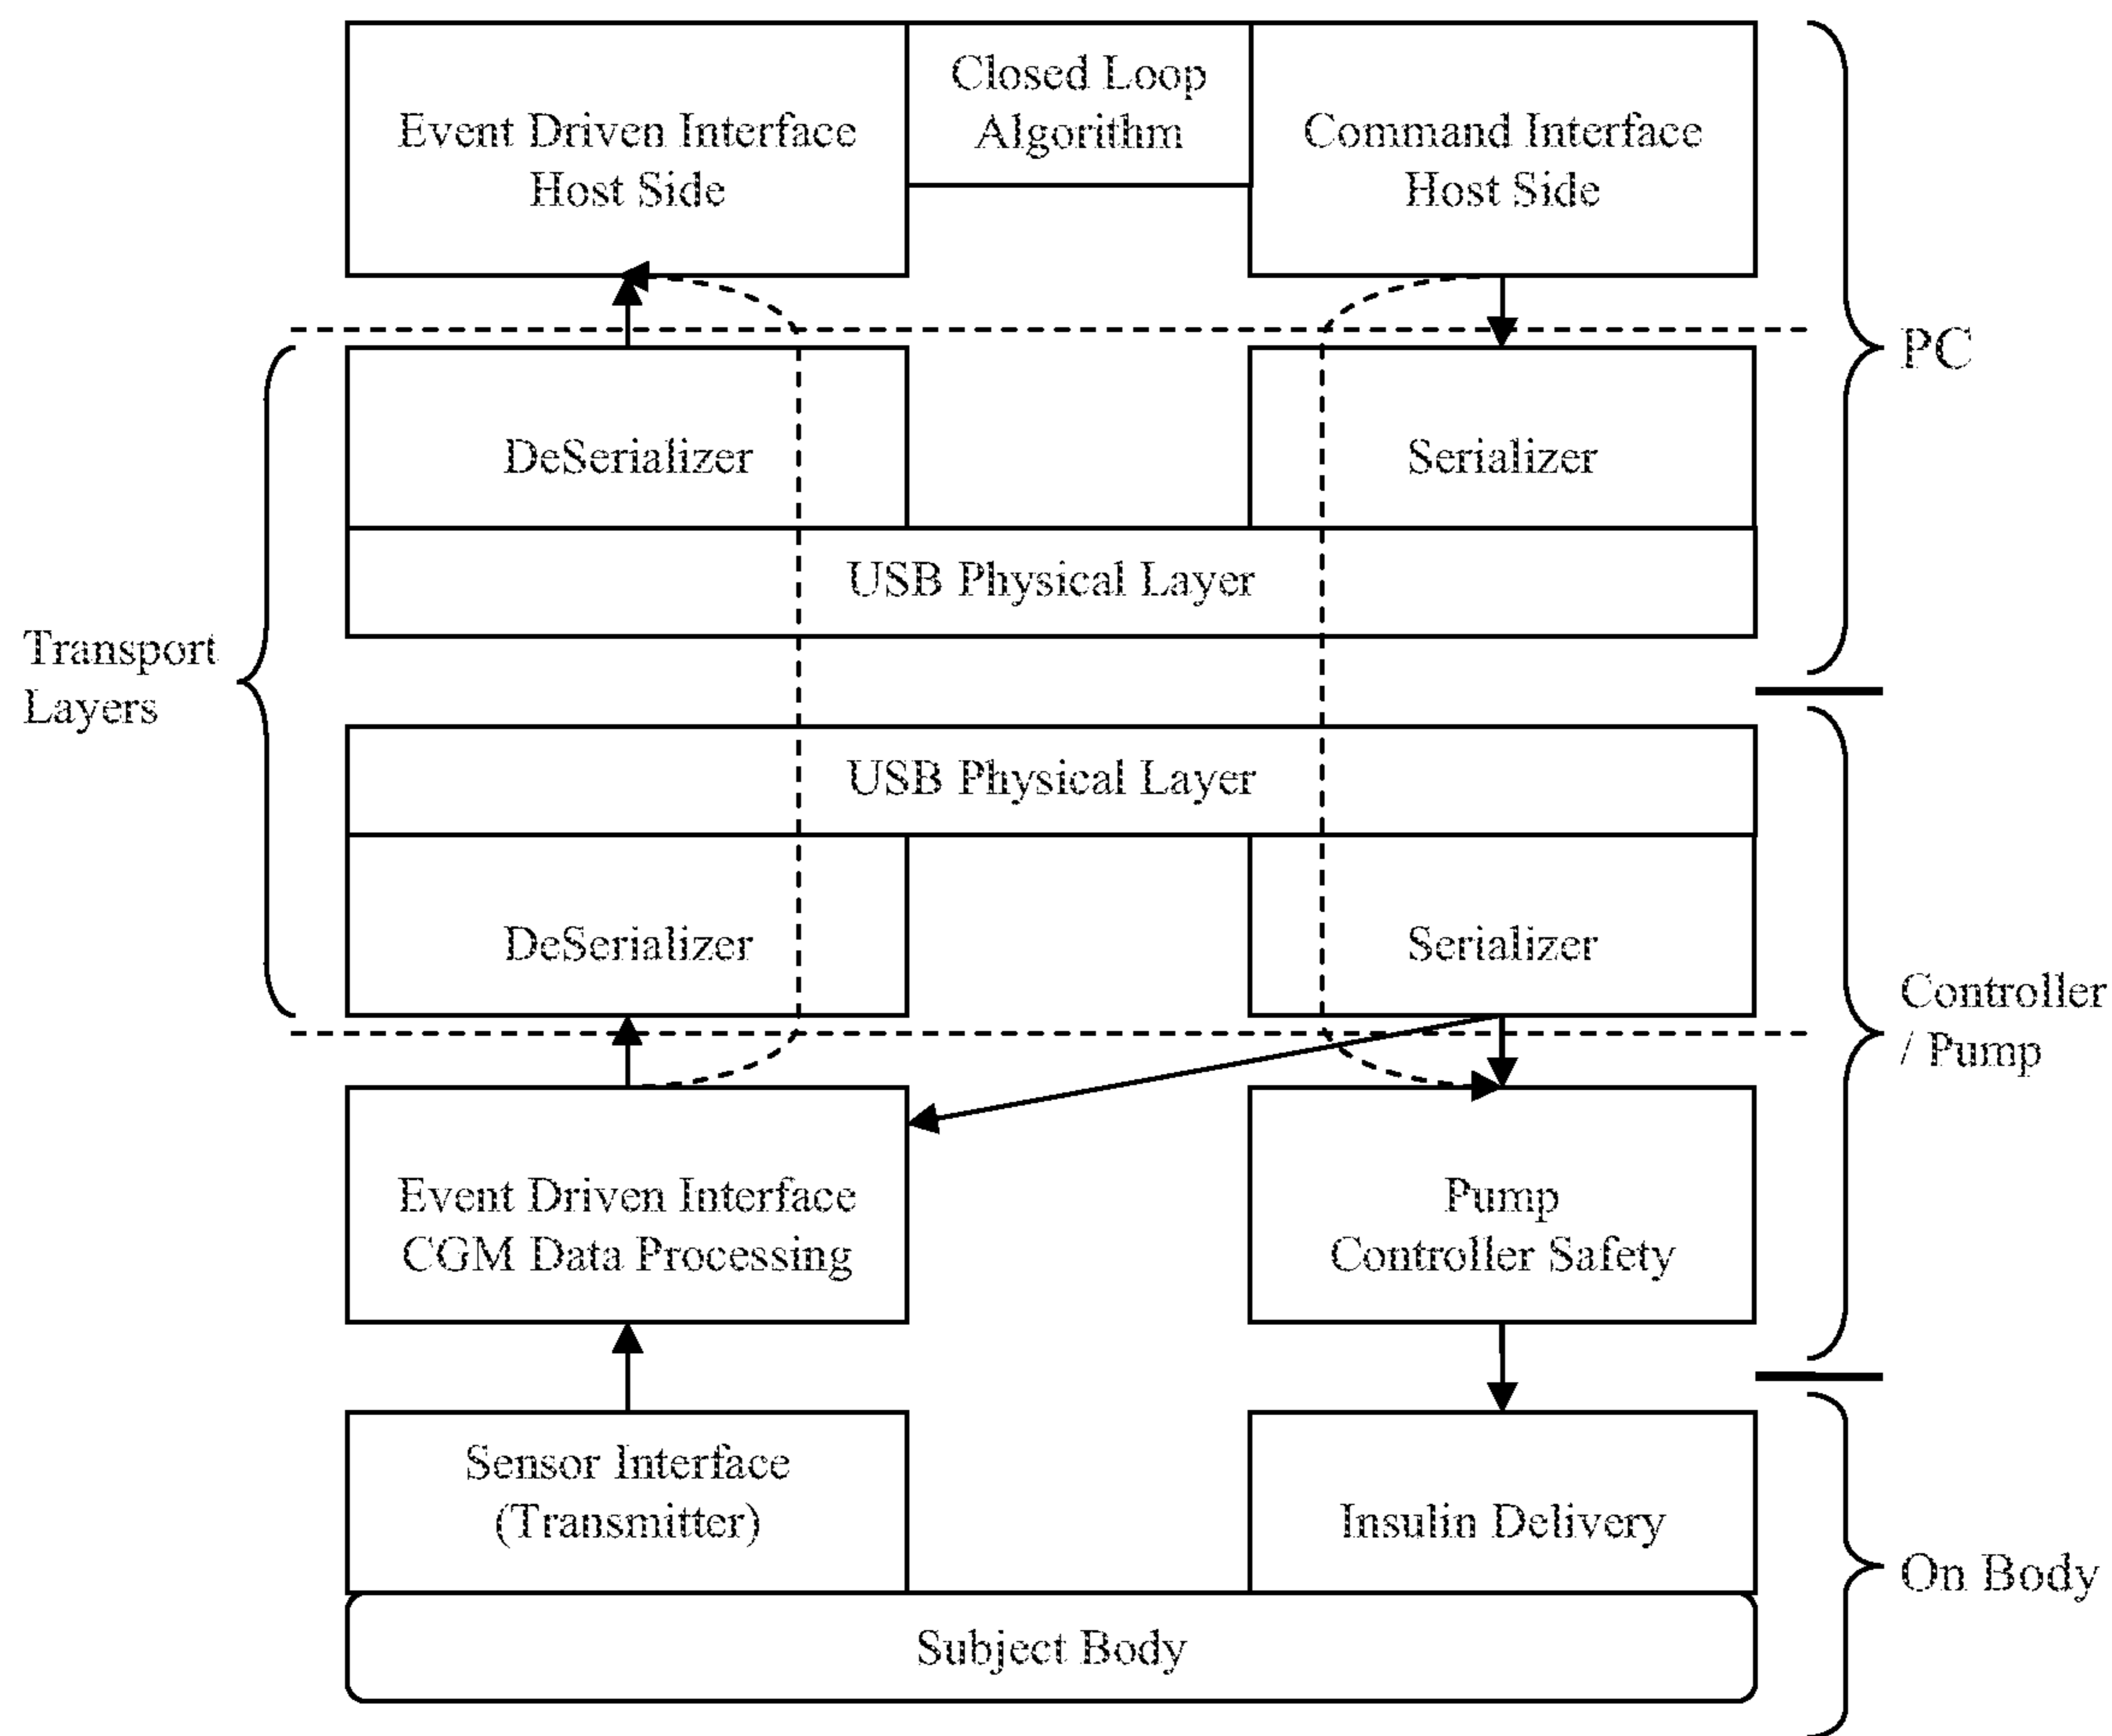 Event Driven Interface
Host Side
Closed Loop
Algorithm
Command Interface
Host Side
PC
DeSerializer
Serializer
USB Physical Layer
Transport
Layers
USB Physical Layer
DeSerializer
Serializer
Controller
/ Pump
Event Driven Interface
CGM Data Processing
Pump
Controller Safety
Sensor Interface
(Transmitter)
Insulin Delivery
On Body
Subject Body